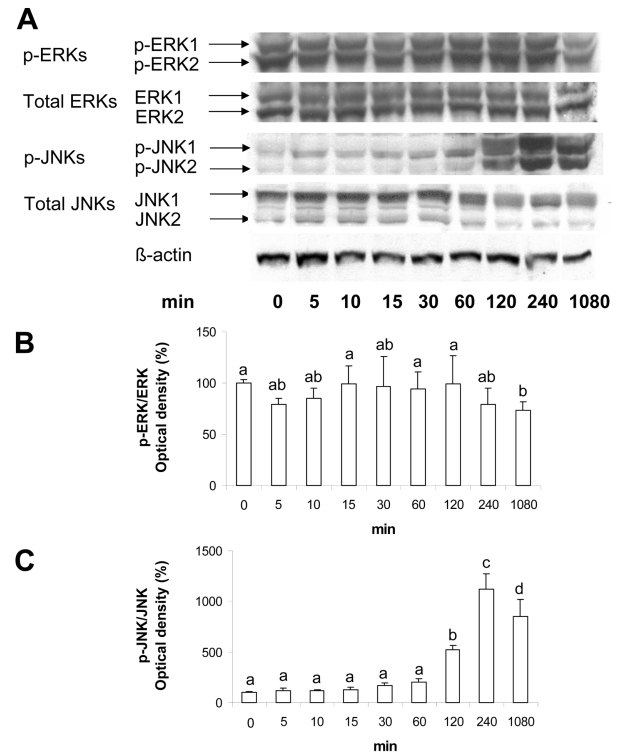 A
p-ERKs
p-ERK1
p-ERK2
Total ERKs
ERK1
ERK2
p-JNKs
p-JNK1
p-JNK2
Total JNKs
JNK1
JNK2
ß-actin
min 0 5 10 15 30 60 120 240 1080
B
p-ERK/ERK
Optical density (%)
150
100
50
0
a ab ab a ab a a ab b
0 5 10 15 30 60 120 240 1080
min
C
p-JNK/JNK
Optical density (%)
1500
1000
500
0
a a a a a a b c d
0 5 10 15 30 60 120 240 1080
min